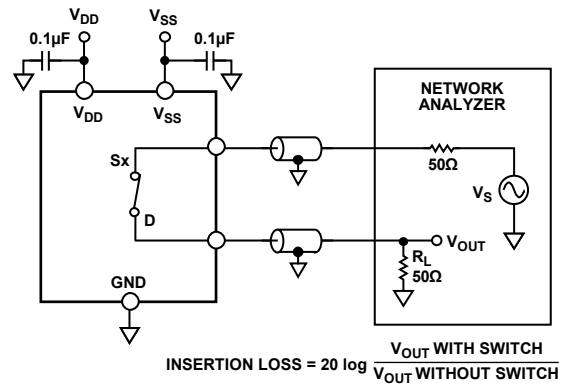 VDD
VSS
0.1µF
0.1µF
VDD
VSS
NETWORK
ANALYZER
Sx
50Ω
VS
D
VOUT
RL
50Ω
GND
INSERTION LOSS = 20 log VOUT WITH SWITCH
VOUT WITHOUT SWITCH